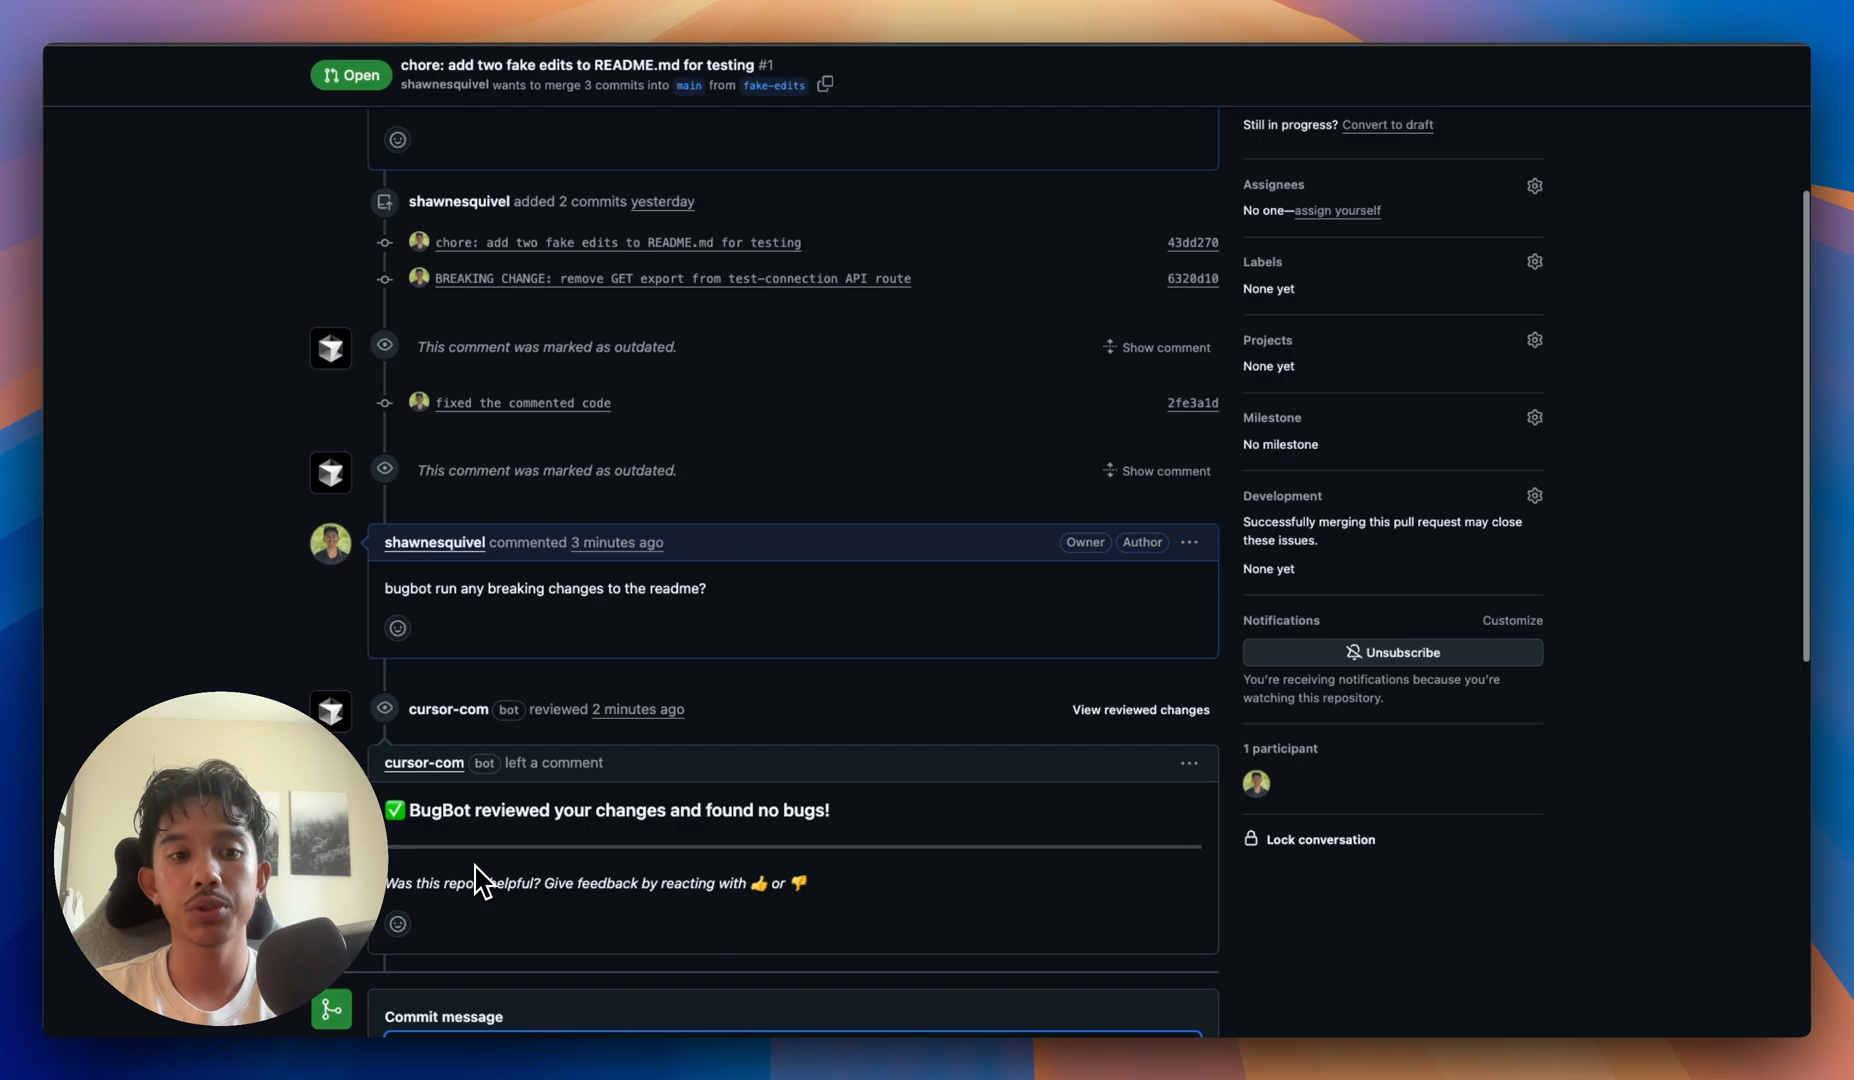 Open
chore: add two fake edits to README.md for testing #1
shawnesquivel wants to merge 3 commits into main from fake-edits
Still in progress? Convert to draft
shawnesquivel added 2 commits yesterday
chore: add two fake edits to README.md for testing 43dd270
BREAKING CHANGE: remove GET export from test-connection API route 6320d10
This comment was marked as outdated. Show comment
fixed the commented code 2fe3a1d
This comment was marked as outdated. Show comment
shawnesquivel commented 3 minutes ago Owner Author
bugbot run any breaking changes to the readme?
cursor-com bot reviewed 2 minutes ago View reviewed changes
cursor-com bot left a comment
✅ BugBot reviewed your changes and found no bugs!
Was this report helpful? Give feedback by reacting with 👍 or 👎
Commit message
Assignees
No one—assign yourself
Labels
None yet
Projects
None yet
Milestone
No milestone
Development
Successfully merging this pull request may close
these issues.
None yet
Notifications Customize
Unsubscribe
You're receiving notifications because you're
watching this repository.
1 participant
Lock conversation